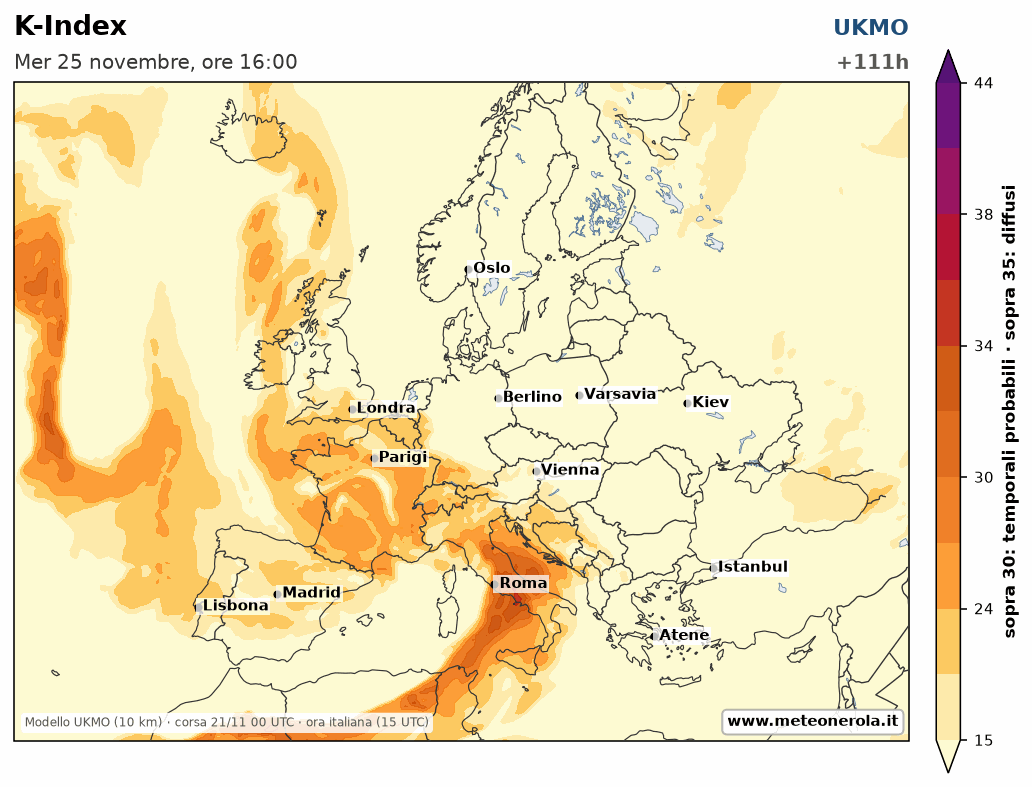 K-Index
UKMO
Mer 25 novembre, ore 16:00
+111h
44
38
34
30
24
15
sopra 30: temporali probabili · sopra 35: diffusi
Oslo
Londra
Berlino
Varsavia
Kiev
Parigi
Vienna
Istanbul
Roma
Madrid
Lisbona
Atene
Modello UKMO (10 km) · corsa 21/11 00 UTC · ora italiana (15 UTC)
www.meteonerola.it